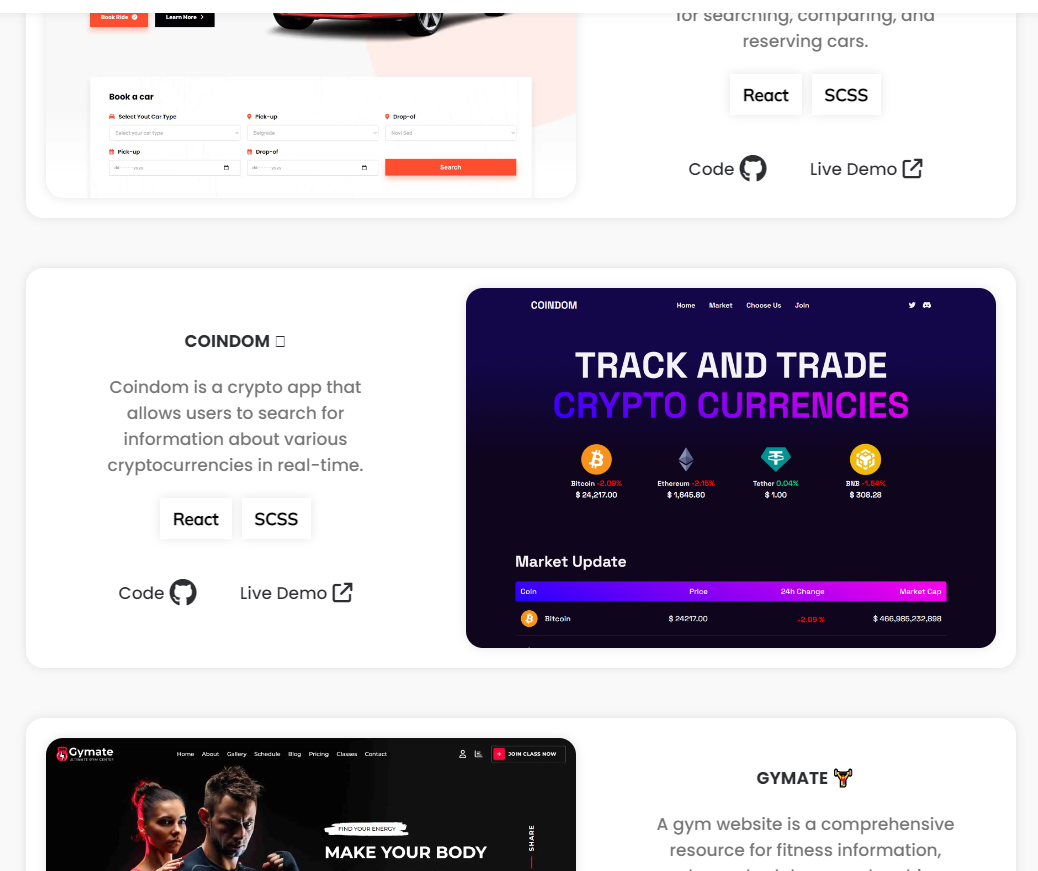 Book Ride
Learn More
for searching, comparing, and
reserving cars.
Book a car
Select Yout Car Type
Pick-up
Drop-of
Select your car type
Belgrade
Novi Sad
Pick-up
Drop-of
Search
React
SCSS
Code
Live Demo
COINDOM
Coindom is a crypto app that
allows users to search for
information about various
cryptocurrencies in real-time.
React
SCSS
Code
Live Demo
COINDOM
Home Market Choose Us Join
TRACK AND TRADE
CRYPTO CURRENCIES
Bitcoin -2.09%
$ 24,217.00
Ethereum -2.15%
$ 1,645.80
Tether 0.04%
$ 1.00
BNB -1.54%
$ 308.28
Market Update
Coin Price 24h Change Market Cap
Bitcoin $ 24217.00 -2.09 % $ 466,985,232,898
Gymate
ULTIMATE GYM CENTER
Home About Gallery Schedule Blog Pricing Classes Contact
JOIN CLASS NOW
FIND YOUR ENERGY
MAKE YOUR BODY
SHARE
GYMATE
A gym website is a comprehensive
resource for fitness information,